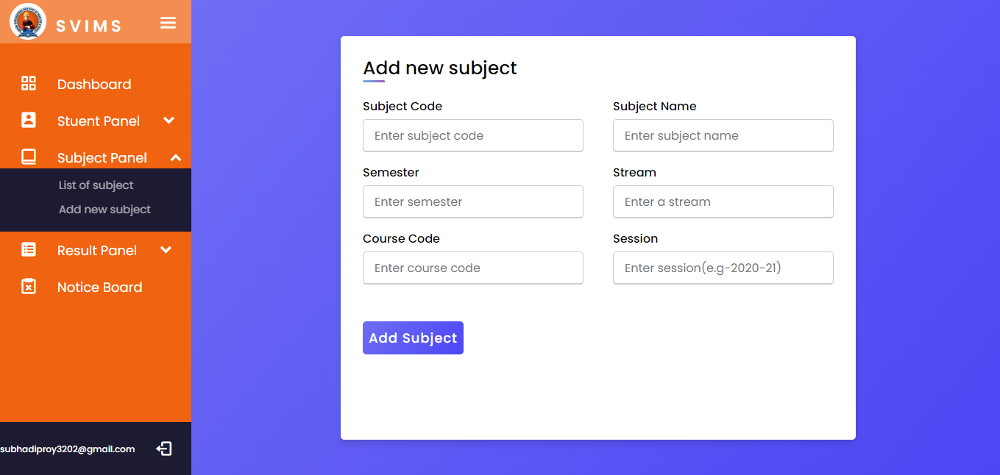 SVIMS
Dashboard
Stuent Panel
Subject Panel
List of subject
Add new subject
Result Panel
Notice Board
subhadiproy3202@gmail.com
Add new subject
Subject Code
Subject Name
Enter subject code
Enter subject name
Semester
Stream
Enter semester
Enter a stream
Course Code
Session
Enter course code
Enter session(e.g-2020-21)
Add Subject